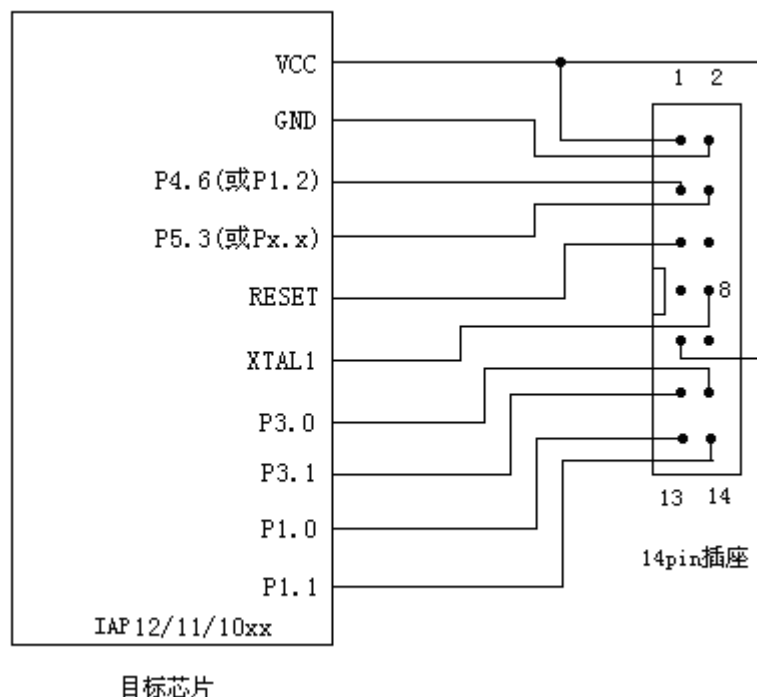 VCC
1 2
GND
P4.6(或P1.2)
P5.3(或Px.x)
RESET
8
XTAL1
P3.0
P3.1
P1.0
13 14
P1.1
14pin插座
IAP12/11/10xx
目标芯片